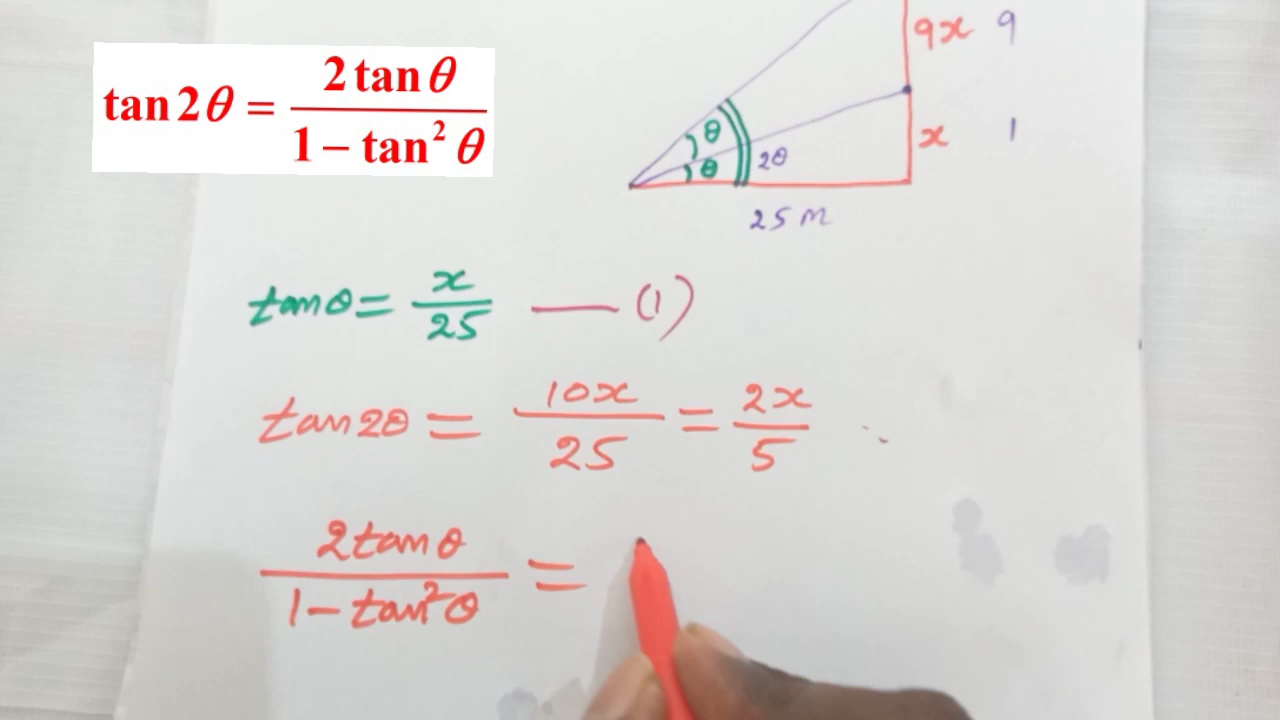 tan 2θ = 2 tan θ / 1 − tan² θ
9x 9
x 1
θ
θ
2θ
25 m
tanθ = x/25 — (1)
tan2θ = 10x/25 = 2x/5
2tanθ / 1 − tan²θ =